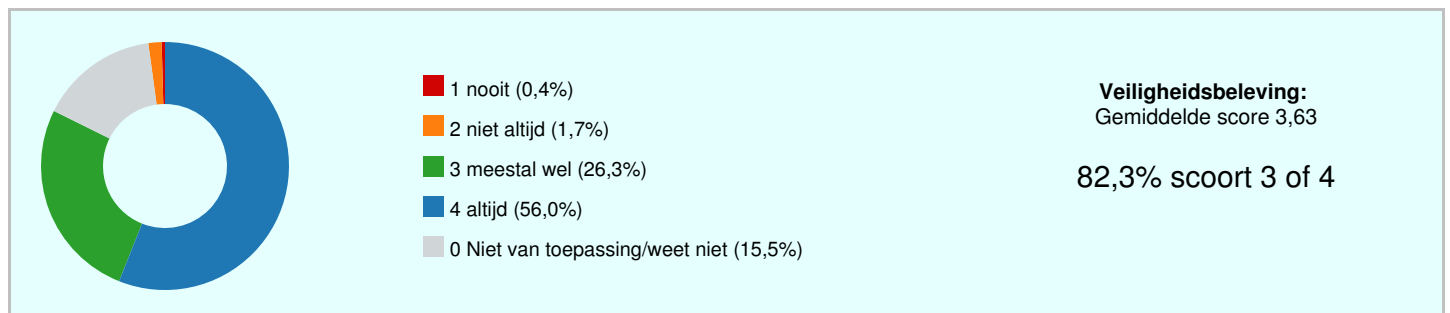 1 nooit (0,4%)
2 niet altijd (1,7%)
3 meestal wel (26,3%)
4 altijd (56,0%)
0 Niet van toepassing/weet niet (15,5%)
Veiligheidsbeleving:
Gemiddelde score 3,63
82,3% scoort 3 of 4